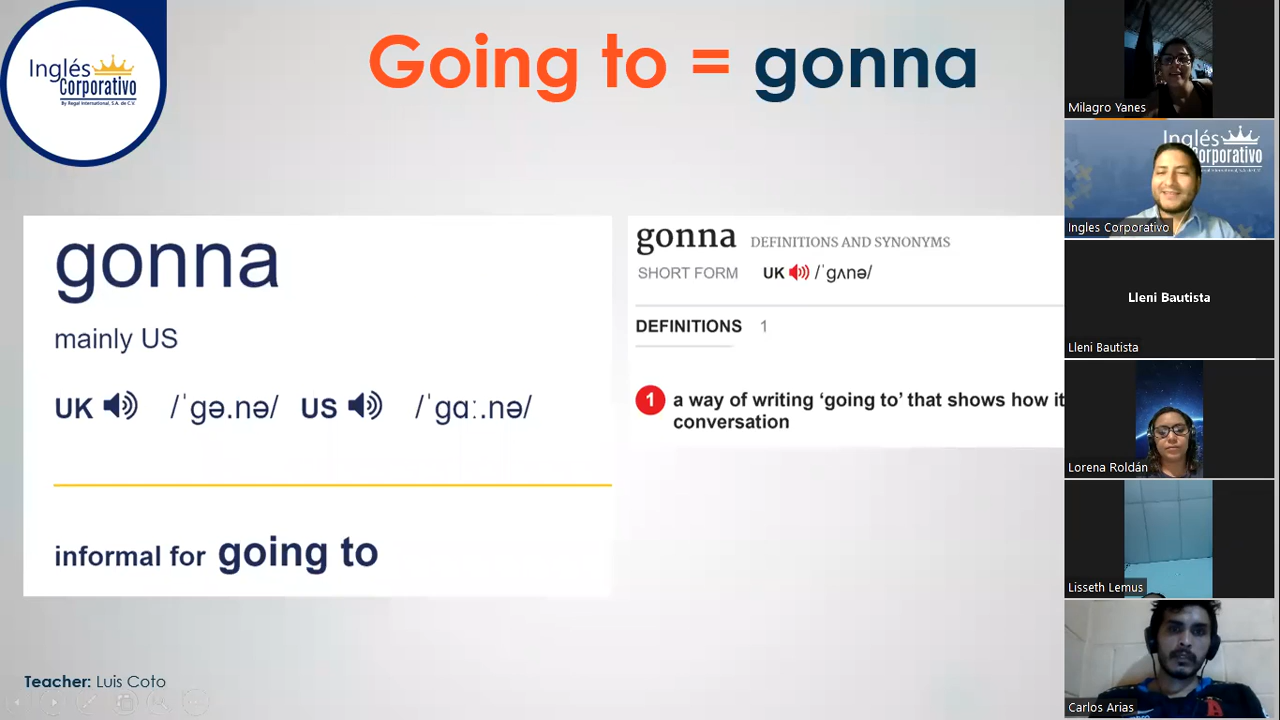 Inglés
Corporativo
By Regal International, S.A. de C.V.
Going to = gonna
gonna
mainly US
UK /ˈgə.nə/ US /ˈgɑː.nə/
informal for going to
gonna DEFINITIONS AND SYNONYMS
SHORT FORM UK /ˈgʌnə/
DEFINITIONS 1
1 a way of writing ‘going to’ that shows how it
conversation
Teacher: Luis Coto
Milagro Yanes
Inglés
Corporativo
Ingles Corporativo
Lleni Bautista
Lleni Bautista
Lorena Roldán
Lisseth Lemus
Carlos Arias